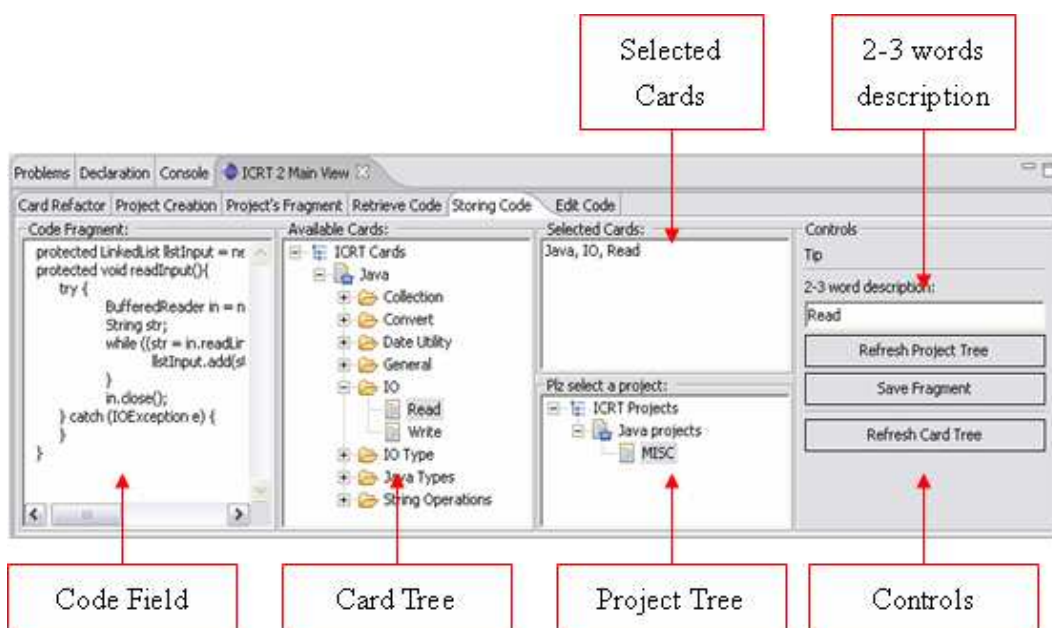 Selected
Cards
2-3 words
description
Problems Declaration Console ICRT 2 Main View
Card Refactor Project Creation Project's Fragment Retrieve Code Storing Code Edit Code
Code Fragment:
protected LinkedList listInput = ne
protected void readInput(){
try {
BufferedReader in = n
String str;
while ((str = in.readLin
listInput.add(st
}
in.close();
} catch (IOException e) {
}
}
Available Cards:
ICRT Cards
Java
Collection
Convert
Date Utility
General
IO
Read
Write
IO Type
Java Types
String Operations
Selected Cards:
Java, IO, Read
Plz select a project:
ICRT Projects
Java projects
MISC
Controls
Tip
2-3 word description:
Read
Refresh Project Tree
Save Fragment
Refresh Card Tree
Code Field
Card Tree
Project Tree
Controls